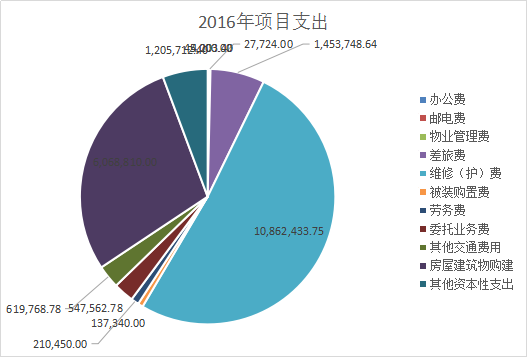 2016年项目支出
27,724.00
1,453,748.64
10,862,433.75
137,340.00
210,450.00
547,562.78
619,768.78
办公费
邮电费
物业管理费
差旅费
维修（护）费
被装购置费
劳务费
委托业务费
其他交通费用
房屋建筑物购建
其他资本性支出